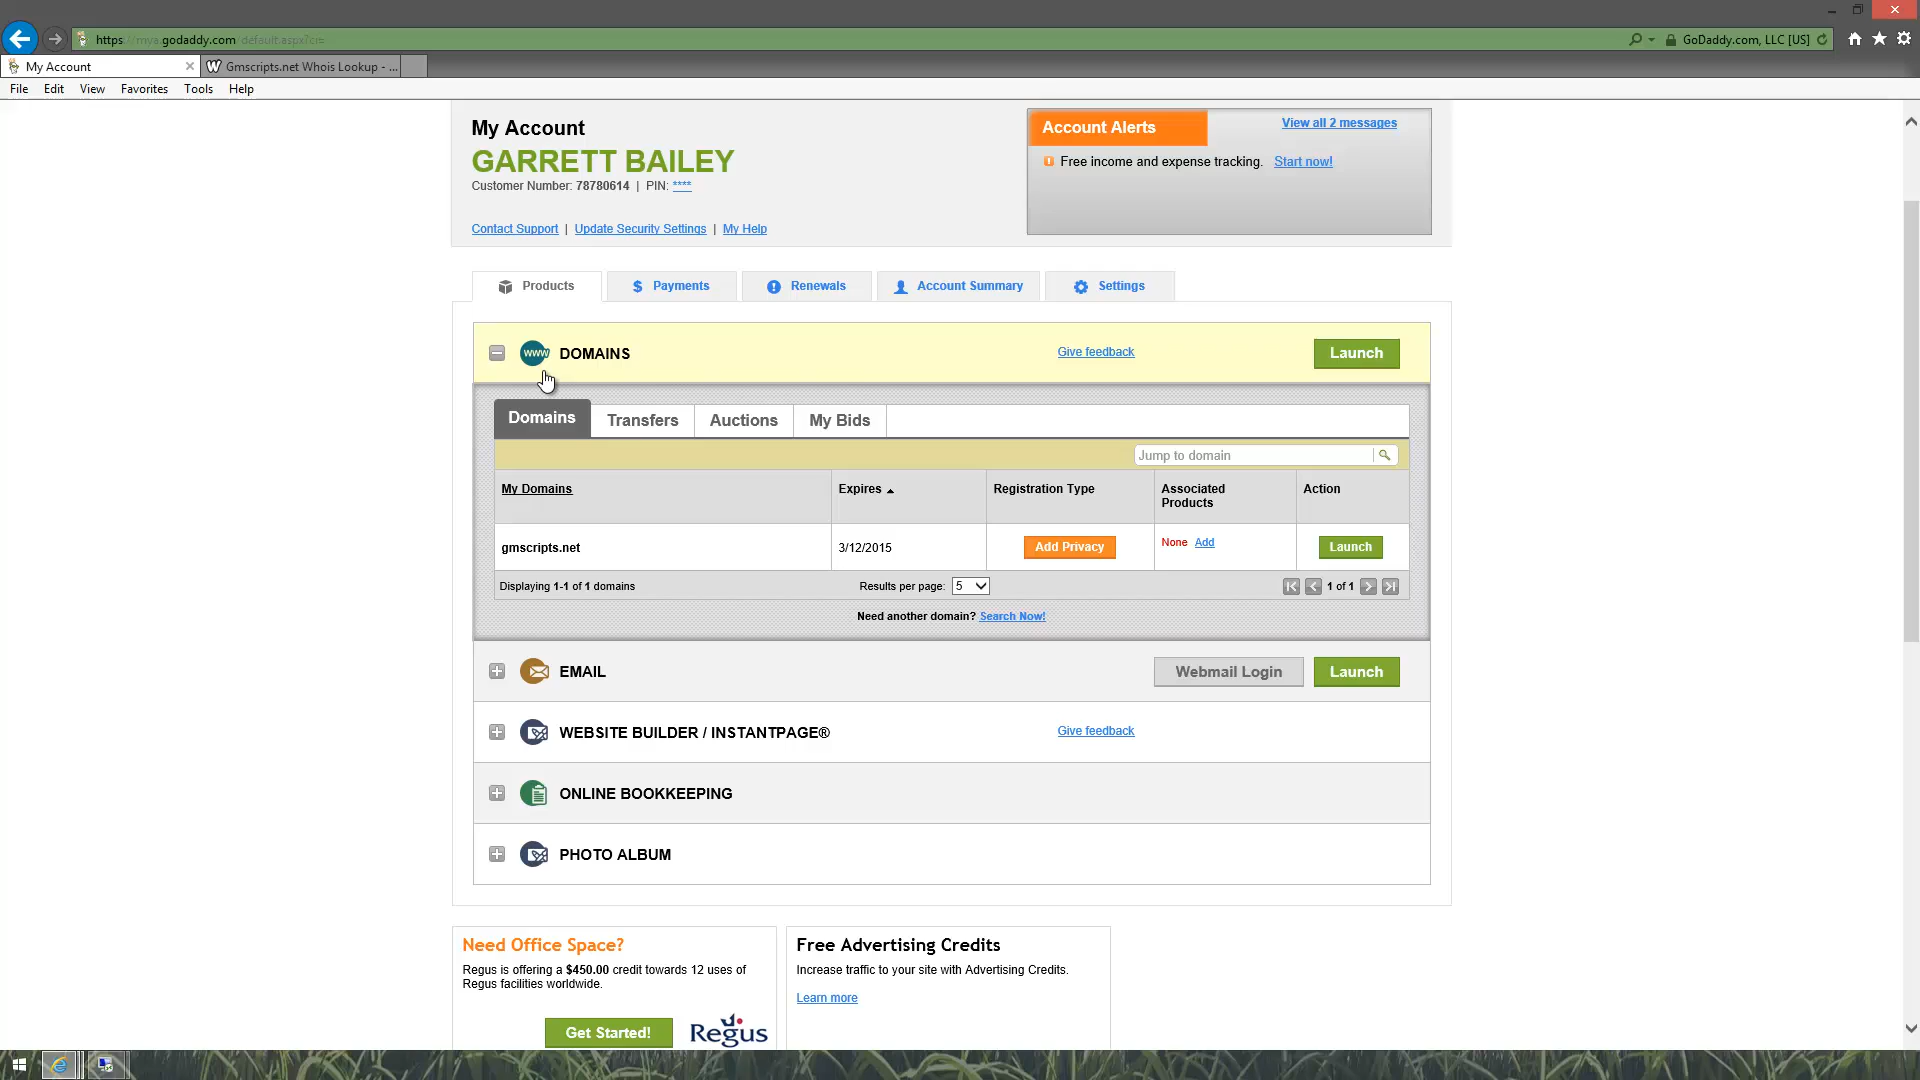 https://mya.godaddy.com/default.aspx?ci=
GoDaddy.com, LLC [US]
My Account
W Gmscripts.net Whois Lookup - ...
File Edit View Favorites Tools Help
My Account
GARRETT BAILEY
Customer Number: 78780614 | PIN: ****
Contact Support | Update Security Settings | My Help
Account Alerts
View all 2 messages
Free income and expense tracking. Start now!
Products
$ Payments
Renewals
Account Summary
Settings
www DOMAINS
Give feedback
Launch
Domains
Transfers
Auctions
My Bids
Jump to domain
My Domains
Expires
Registration Type
Associated
Products
Action
gmscripts.net
3/12/2015
Add Privacy
None Add
Launch
Displaying 1-1 of 1 domains
Results per page: 5
1 of 1
Need another domain? Search Now!
EMAIL
Webmail Login
Launch
WEBSITE BUILDER / INSTANTPAGE®
Give feedback
ONLINE BOOKKEEPING
PHOTO ALBUM
Need Office Space?
Regus is offering a $450.00 credit towards 12 uses of
Regus facilities worldwide.
Get Started!
Regus
Free Advertising Credits
Increase traffic to your site with Advertising Credits.
Learn more